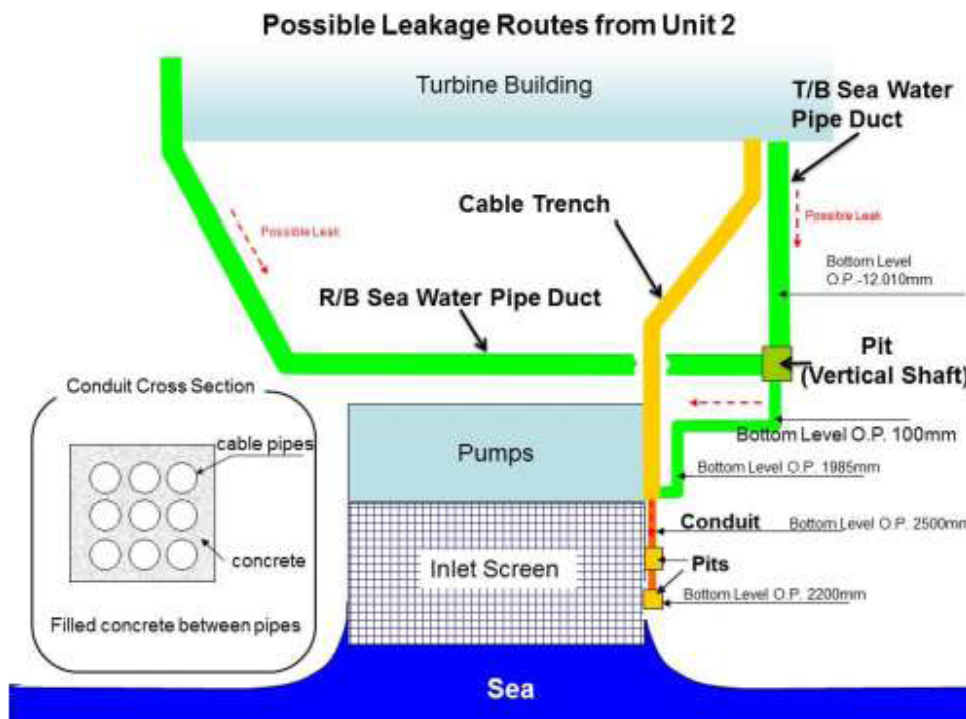 Possible Leakage Routes from Unit 2
Turbine Building
T/B Sea Water
Pipe Duct
Cable Trench
Possible Leak
Possible Leak
Bottom Level
O.P.-12.010mm
R/B Sea Water Pipe Duct
Pit
(Vertical Shaft)
Conduit Cross Section
cable pipes
concrete
Filled concrete between pipes
Pumps
Bottom Level O.P. 100mm
Bottom Level O.P. 1985mm
Conduit
Bottom Level O.P. 2500mm
Inlet Screen
Pits
Bottom Level O.P. 2200mm
Sea